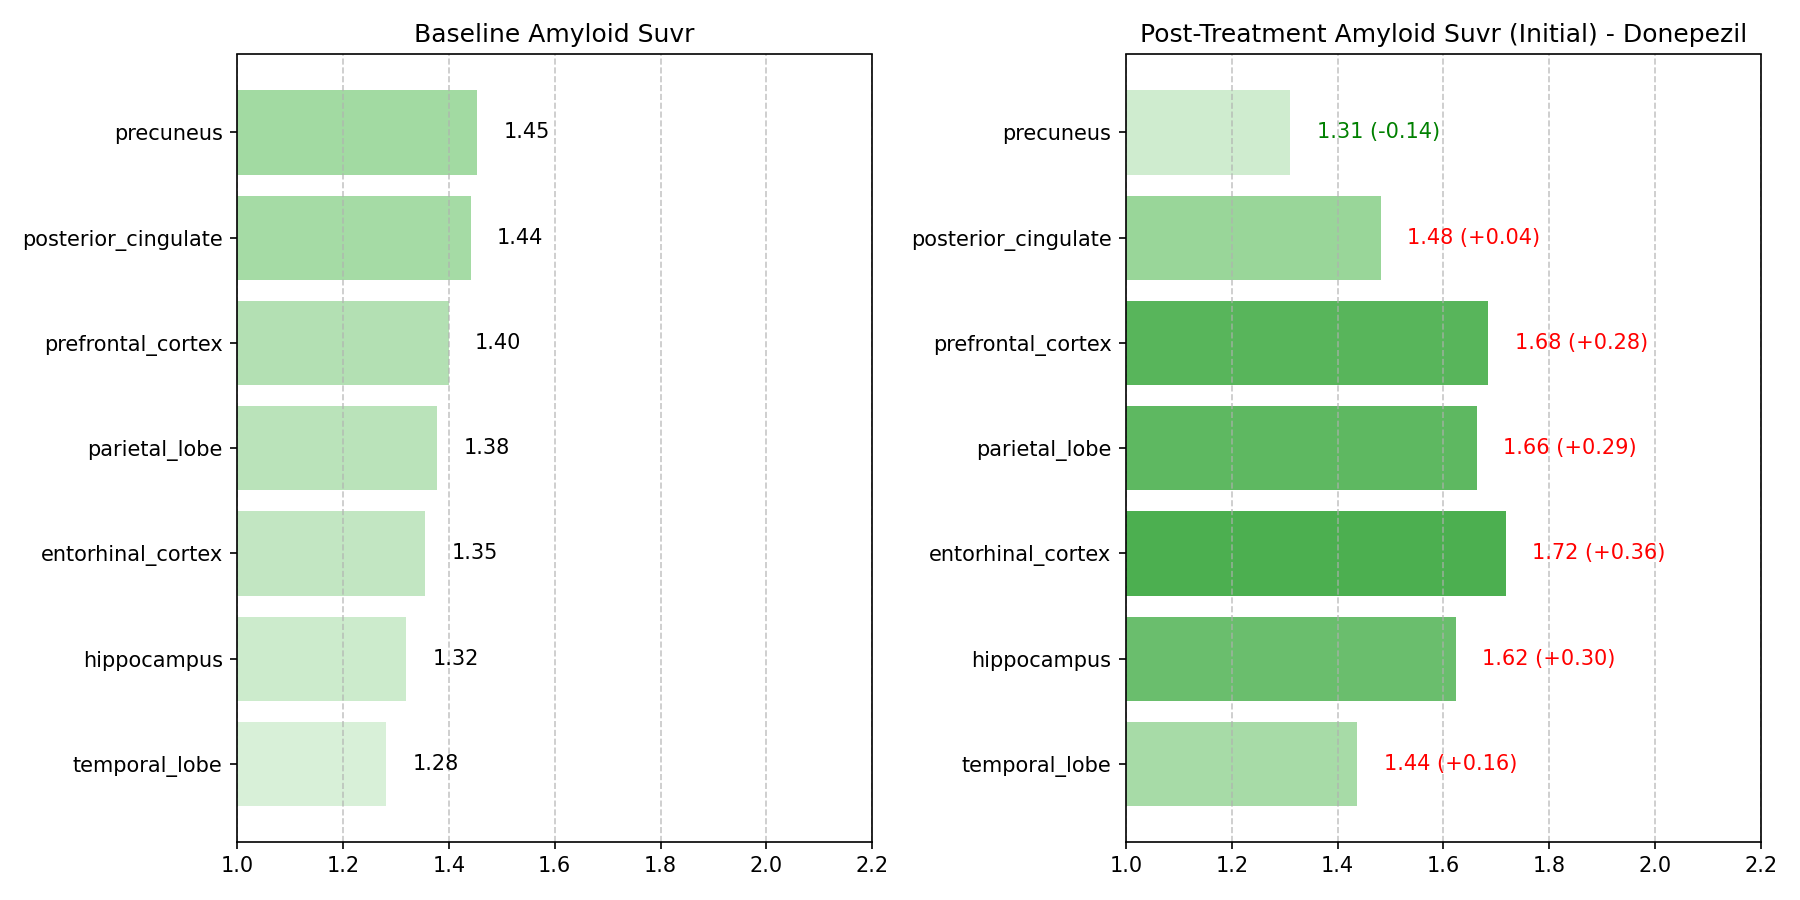 Baseline Amyloid Suvr
precuneus
1.45
posterior_cingulate
1.44
prefrontal_cortex
1.40
parietal_lobe
1.38
entorhinal_cortex
1.35
hippocampus
1.32
temporal_lobe
1.28
1.0 1.2 1.4 1.6 1.8 2.0 2.2
Post-Treatment Amyloid Suvr (Initial) - Donepezil
precuneus
1.31 (-0.14)
posterior_cingulate
1.48 (+0.04)
prefrontal_cortex
1.68 (+0.28)
parietal_lobe
1.66 (+0.29)
entorhinal_cortex
1.72 (+0.36)
hippocampus
1.62 (+0.30)
temporal_lobe
1.44 (+0.16)
1.0 1.2 1.4 1.6 1.8 2.0 2.2